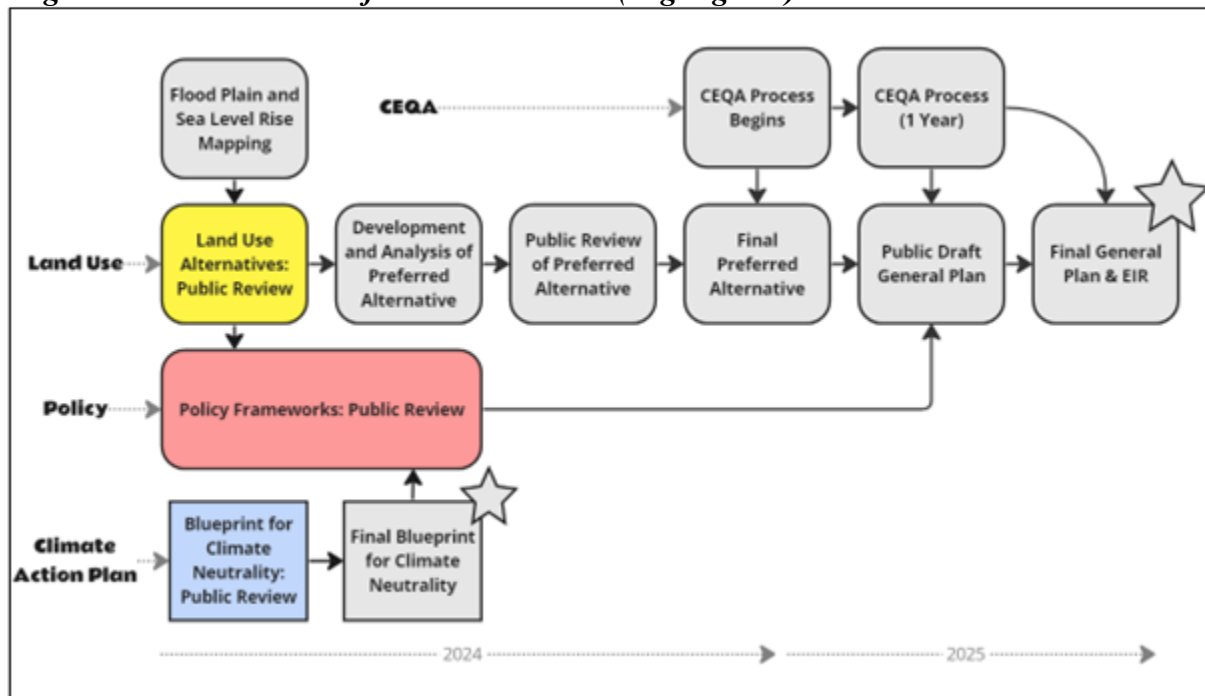 Flood Plain and
Sea Level Rise
Mapping
CEQA
CEQA Process
Begins
CEQA Process
(1 Year)
Land Use
Land Use
Alternatives:
Public Review
Development
and Analysis of
Preferred
Alternative
Public Review
of Preferred
Alternative
Final
Preferred
Alternative
Public Draft
General Plan
Final General
Plan & EIR
Policy
Policy Frameworks: Public Review
Climate
Action Plan
Blueprint for
Climate
Neutrality:
Public Review
Final Blueprint
for Climate
Neutrality
2024
2025